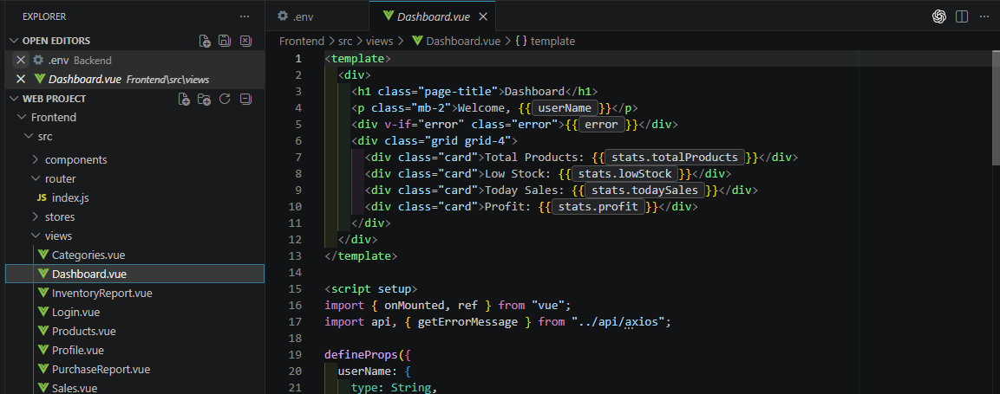 EXPLORER
OPEN EDITORS
.env Backend
Dashboard.vue Frontend\src\views
WEB PROJECT
Frontend
src
components
router
JS index.js
stores
views
Categories.vue
Dashboard.vue
InventoryReport.vue
Login.vue
Products.vue
Profile.vue
PurchaseReport.vue
Sales.vue
.env
Dashboard.vue
Frontend > src > views > Dashboard.vue > { } template
1 <template>
2 <div>
3 <h1 class="page-title">Dashboard</h1>
4 <p class="mb-2">Welcome, {{ userName }}</p>
5 <div v-if="error" class="error">{{ error }}</div>
6 <div class="grid grid-4">
7 <div class="card">Total Products: {{ stats.totalProducts }}</div>
8 <div class="card">Low Stock: {{ stats.lowStock }}</div>
9 <div class="card">Today Sales: {{ stats.todaySales }}</div>
10 <div class="card">Profit: {{ stats.profit }}</div>
11 </div>
12 </div>
13 </template>
14
15 <script setup>
16 import { onMounted, ref } from "vue";
17 import api, { getErrorMessage } from "../api/axios";
18
19 defineProps({
20 userName: {
21 type: String,